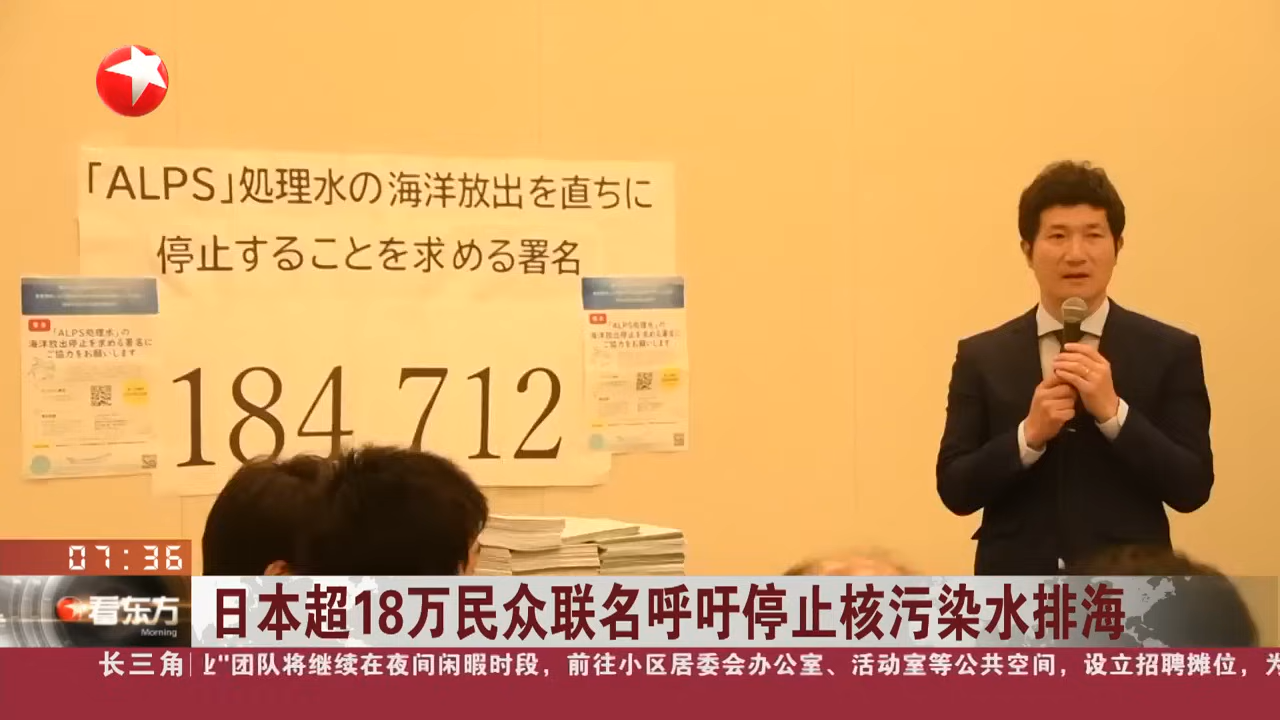 「ALPS」処理水の海洋放出を直ちに
停止することを求める署名
緊急
「ALPS処理水」の
海洋放出停止を求める署名に
ご協力をお願いします
「ALPS処理水」の
海洋放出停止を求める署名に
ご協力をお願いします
184,712
07:36
看东方
Morning
日本超18万民众联名呼吁停止核污染水排海
长三角
业"团队将继续在夜间闲暇时段，前往小区居委会办公室、活动室等公共空间，设立招聘摊位，为